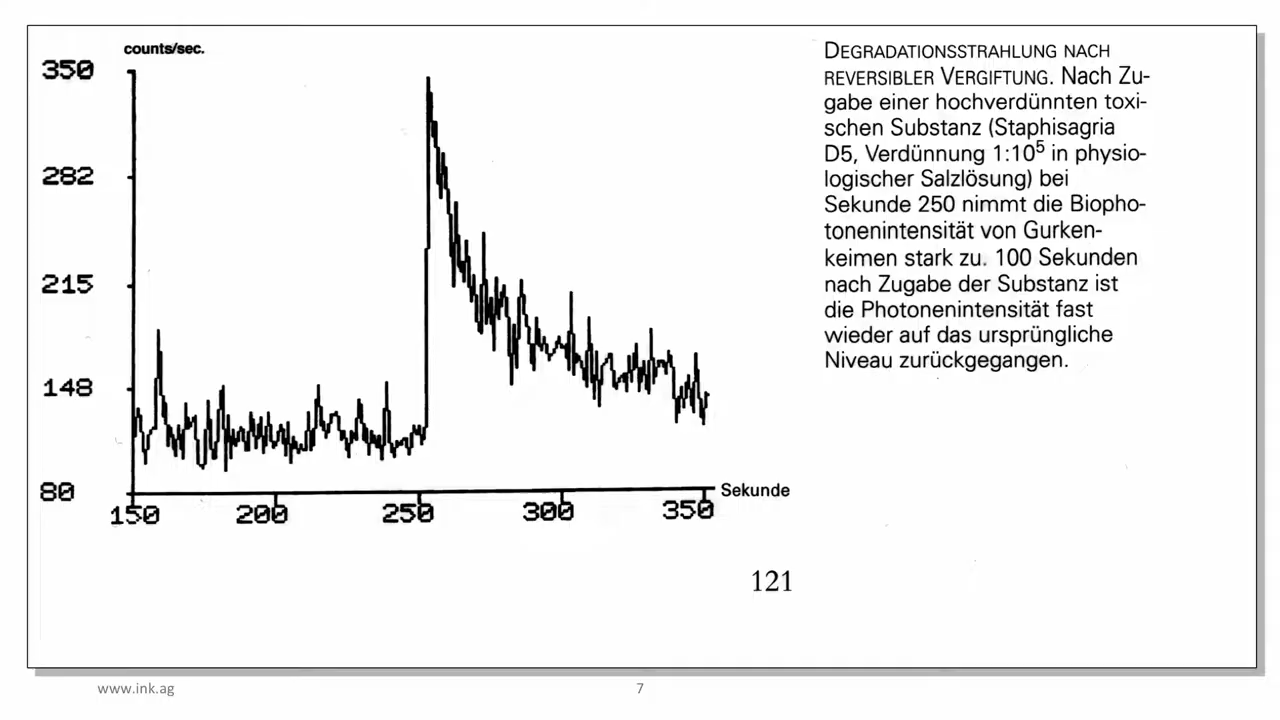 counts/sec.
350
282
215
148
80
150 200 250 300 350
Sekunde
DEGRADATIONSSTRAHLUNG NACH
REVERSIBLER VERGIFTUNG. Nach Zu-
gabe einer hochverdünnten toxi-
schen Substanz (Staphisagria
D5, Verdünnung 1:10⁵ in physio-
logischer Salzlösung) bei
Sekunde 250 nimmt die Biopho-
tonenintensität von Gurken-
keimen stark zu. 100 Sekunden
nach Zugabe der Substanz ist
die Photonenintensität fast
wieder auf das ursprüngliche
Niveau zurückgegangen.
121
www.ink.ag
7